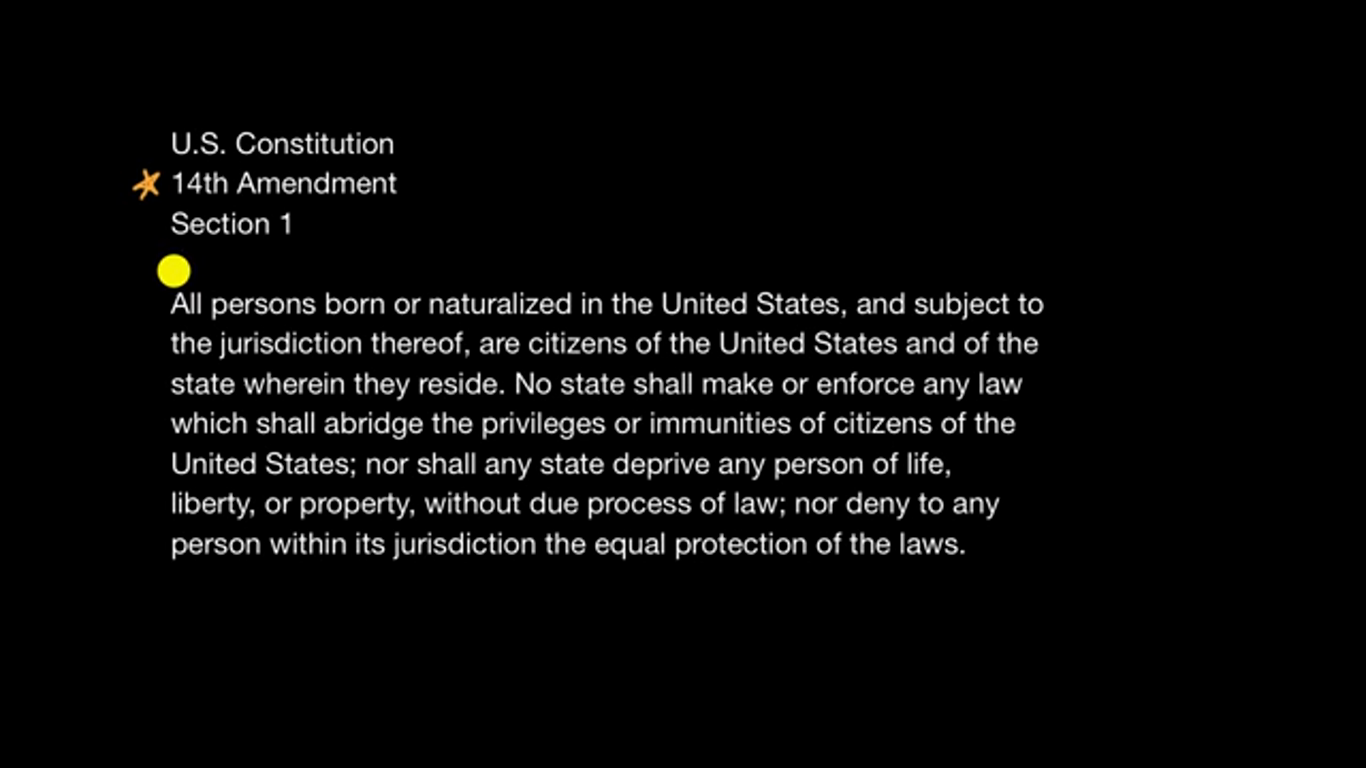 U.S. Constitution
14th Amendment
Section 1
All persons born or naturalized in the United States, and subject to
the jurisdiction thereof, are citizens of the United States and of the
state wherein they reside. No state shall make or enforce any law
which shall abridge the privileges or immunities of citizens of the
United States; nor shall any state deprive any person of life,
liberty, or property, without due process of law; nor deny to any
person within its jurisdiction the equal protection of the laws.